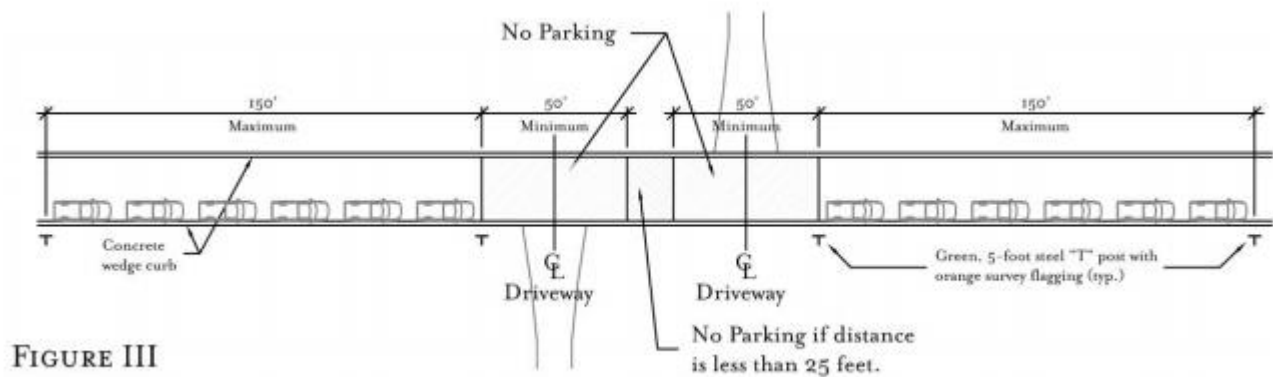 No Parking
150'
Maximum
50'
Minimum
50'
Minimum
150'
Maximum
Concrete
wedge curb
CL
Driveway
CL
Driveway
Green, 5-foot steel "T" post with
orange survey flagging (typ.)
No Parking if distance
is less than 25 feet.
FIGURE III